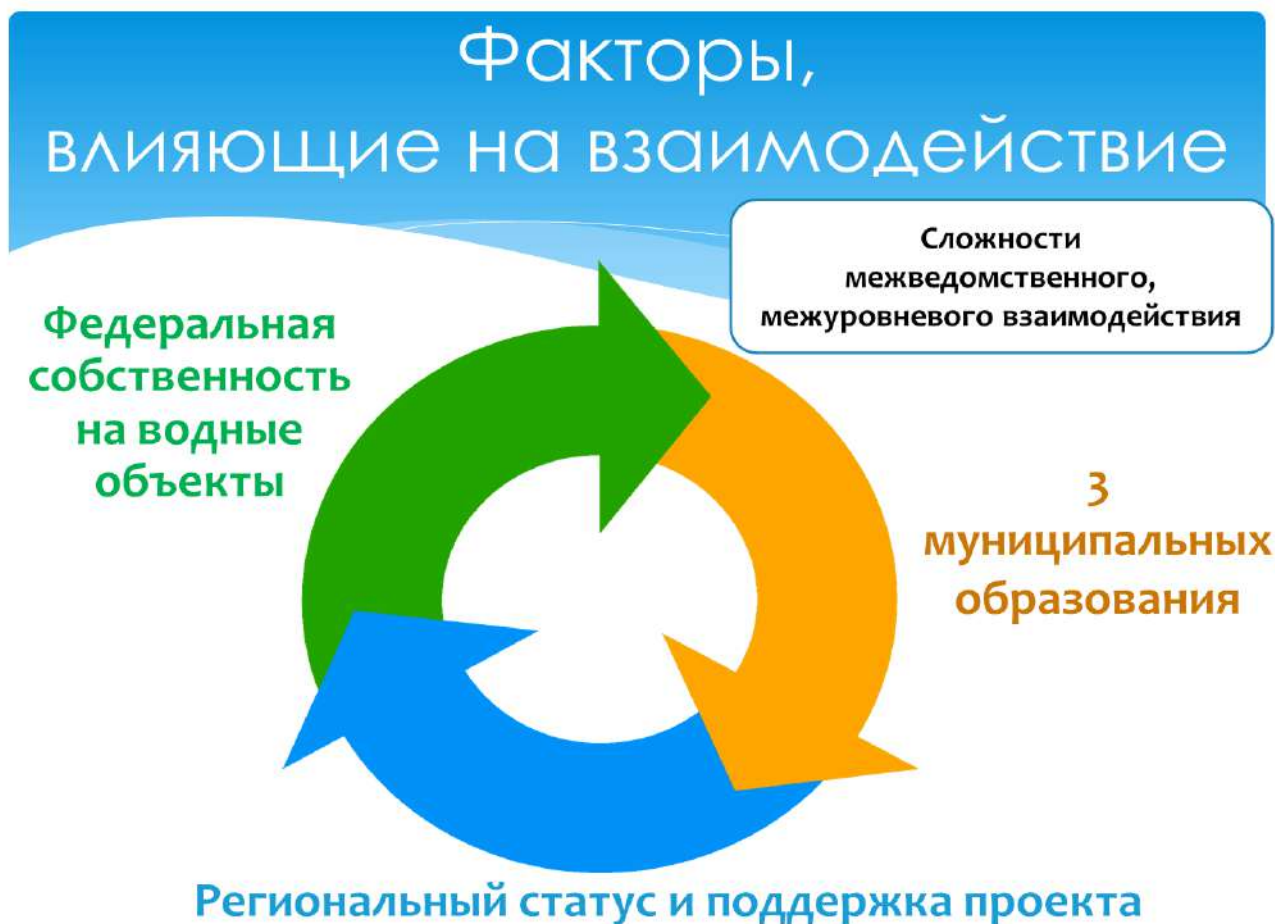 Факторы,
влияющие на взаимодействие
Сложности
межведомственного,
межуровневого взаимодействия
Федеральная
собственность
на водные
объекты
3
муниципальных
образования
Региональный статус и поддержка проекта